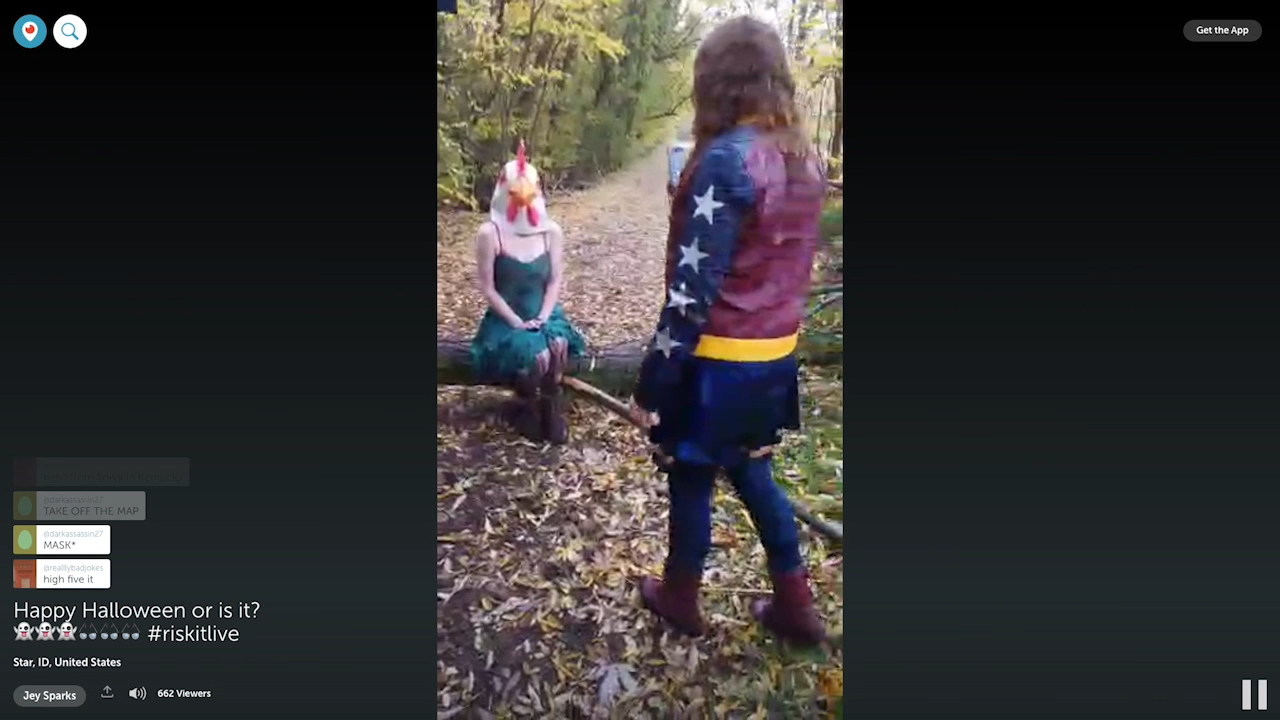 Get the App
@darkassassin27
TAKE OFF THE MAP
@darkassassin27
MASK*
@realllybadjokes
high five it
Happy Halloween or is it?
👻👻👻🕶🕶🕶 #riskitlive
Star, ID, United States
Jey Sparks
662 Viewers